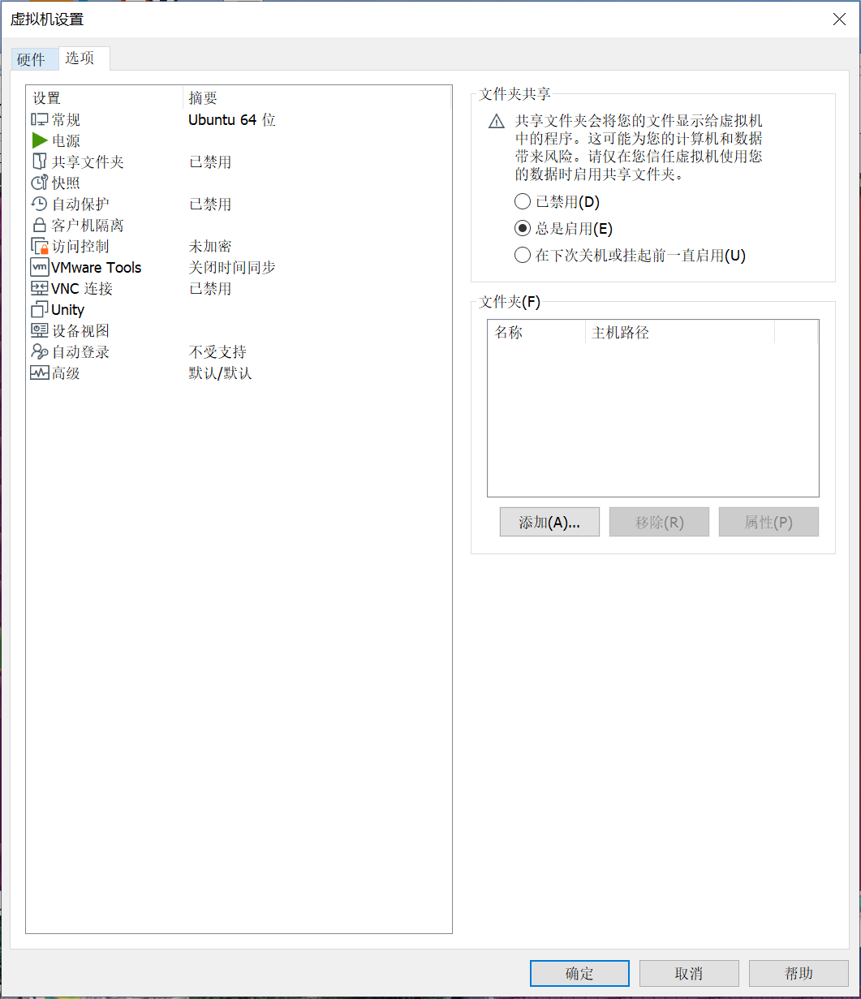 虚拟机设置
硬件 选项
设置 摘要
常规 Ubuntu 64 位
电源
共享文件夹 已禁用
快照
自动保护 已禁用
客户机隔离
访问控制 未加密
vm VMware Tools 关闭时间同步
VNC 连接 已禁用
Unity
设备视图
自动登录 不受支持
高级 默认/默认
文件夹共享
共享文件夹会将您的文件显示给虚拟机
中的程序。这可能为您的计算机和数据
带来风险。请仅在您信任虚拟机使用您
的数据时启用共享文件夹。
已禁用(D)
总是启用(E)
在下次关机或挂起前一直启用(U)
文件夹(F)
名称 主机路径
添加(A)... 移除(R) 属性(P)
确定 取消 帮助